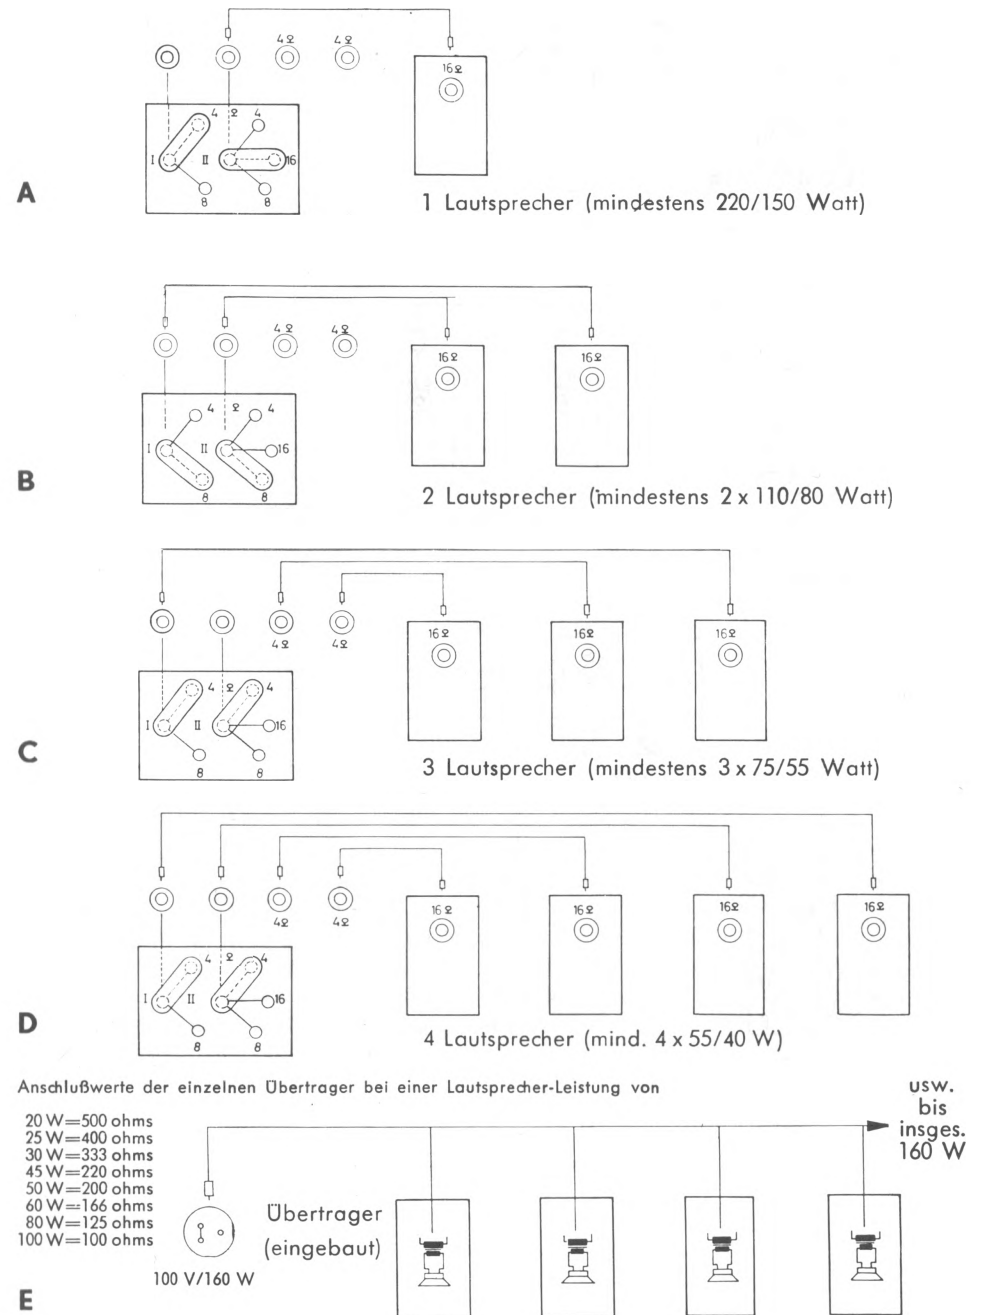 4Ω 4Ω
16Ω
4 Ω 4
I II 16
8 8
A
1 Lautsprecher (mindestens 220/150 Watt)
4Ω 4Ω
16Ω 16Ω
4 Ω 4
I II 16
8 8
B
2 Lautsprecher (mindestens 2 x 110/80 Watt)
4Ω 4Ω
16Ω 16Ω 16Ω
4 Ω 4
I II 16
8 8
C
3 Lautsprecher (mindestens 3 x 75/55 Watt)
4Ω 4Ω
16Ω 16Ω 16Ω 16Ω
4 Ω 4
I II 16
8 8
D
4 Lautsprecher (mind. 4 x 55/40 W)
Anschlußwerte der einzelnen Übertrager bei einer Lautsprecher-Leistung von
20 W=500 ohms
25 W=400 ohms
30 W=333 ohms
45 W=220 ohms
50 W=200 ohms
60 W=166 ohms
80 W=125 ohms
100 W=100 ohms
usw.
bis
insges.
160 W
Übertrager
(eingebaut)
100 V/160 W
E